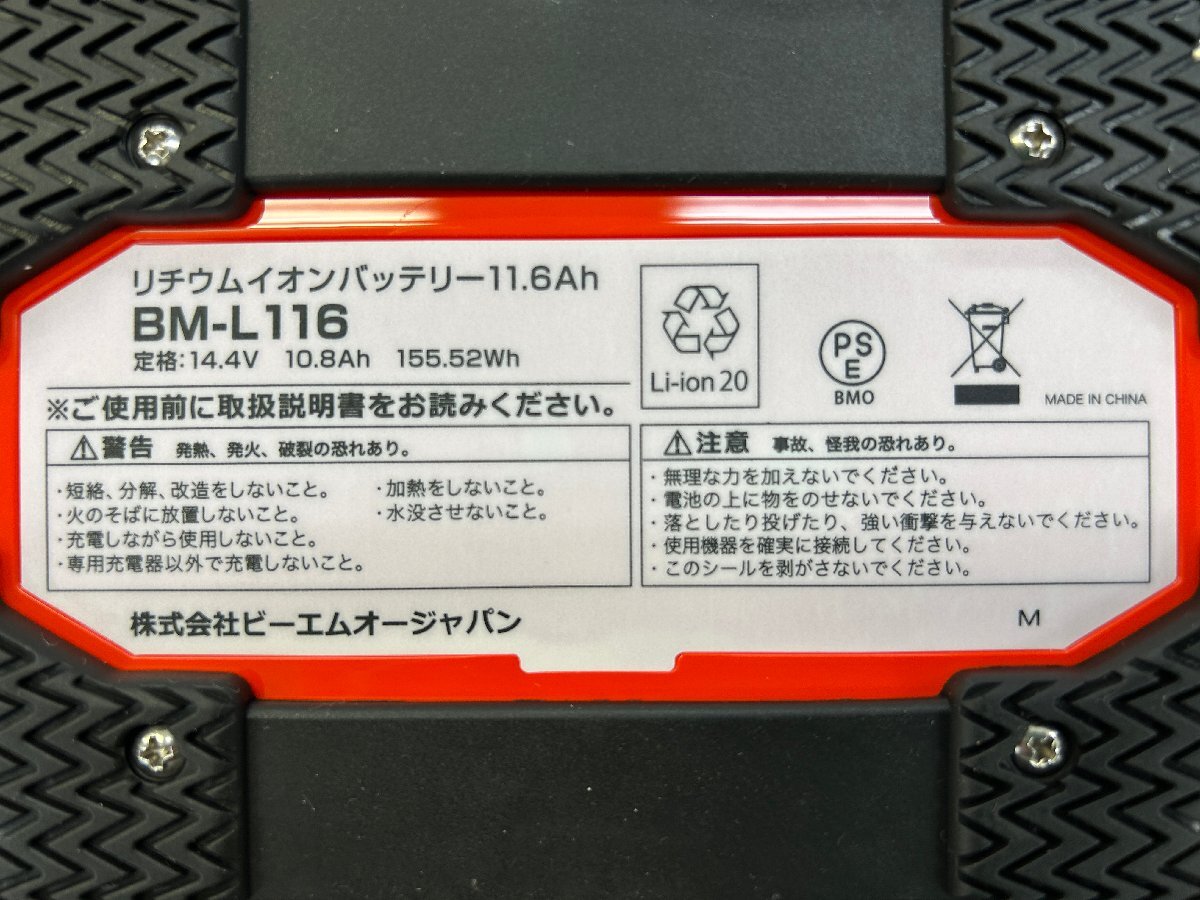 リチウムイオンバッテリー11.6Ah
BM-L116
定格:14.4V 10.8Ah 155.52Wh
※ご使用前に取扱説明書をお読みください。
Li-ion 20
PS
E
BMO
MADE IN CHINA
警告 発熱、発火、破裂の恐れあり。
・短絡、分解、改造をしないこと。 ・加熱をしないこと。
・火のそばに放置しないこと。 ・水没させないこと。
・充電しながら使用しないこと。
・専用充電器以外で充電しないこと。
注意 事故、怪我の恐れあり。
・無理な力を加えないでください。
・電池の上に物をのせないでください。
・落としたり投げたり、強い衝撃を与えないでください。
・使用機器を確実に接続してください。
・このシールを剥がさないでください。
株式会社ビーエムオージャパン
M